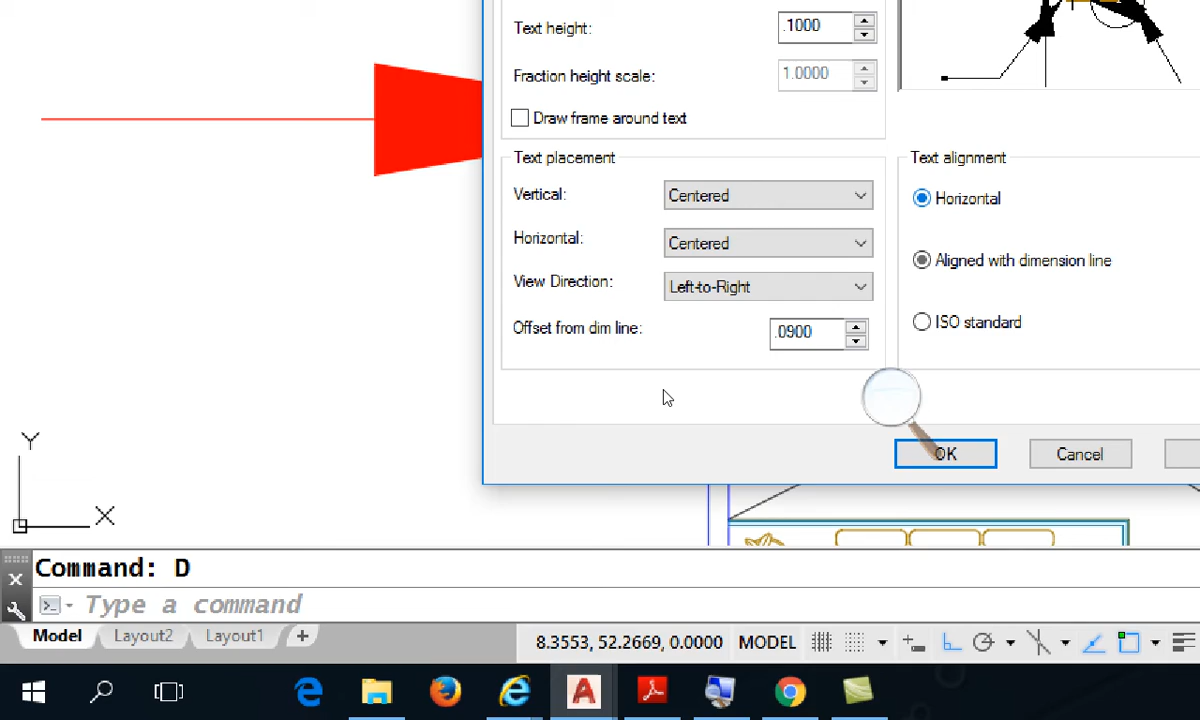 Text height:
.1000
Fraction height scale:
1.0000
Draw frame around text
Text placement
Vertical:
Centered
Horizontal:
Centered
View Direction:
Left-to-Right
Offset from dim line:
.0900
Text alignment
Horizontal
Aligned with dimension line
ISO standard
OK
Cancel
Y
X
Command: D
Type a command
Model
Layout2
Layout1
+
8.3553, 52.2669, 0.0000
MODEL